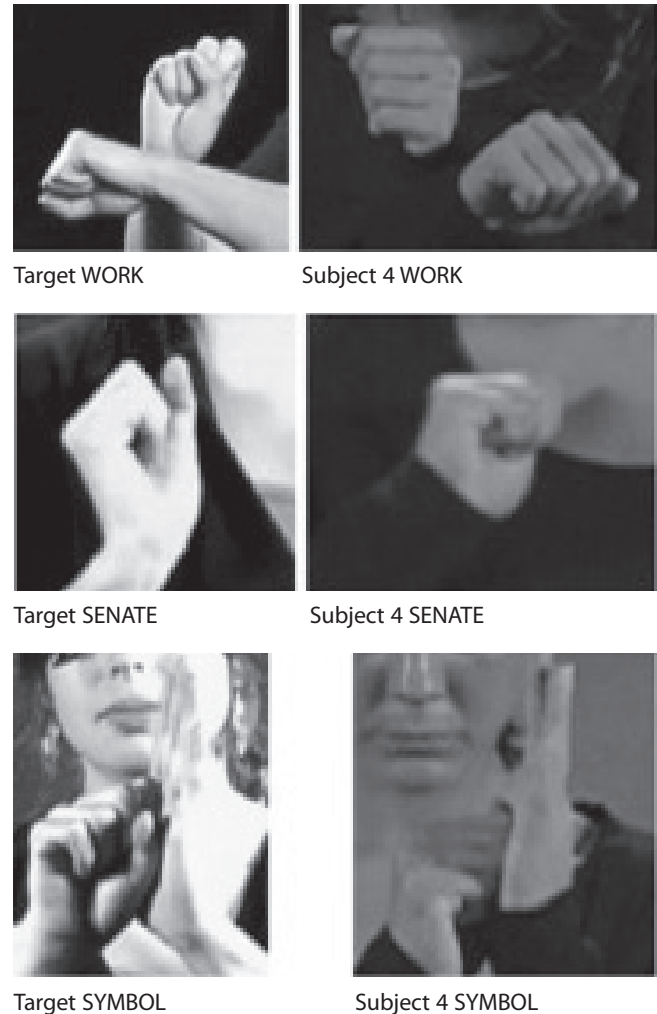 Target WORK Subject 4 WORK
Target SENATE Subject 4 SENATE
Target SYMBOL Subject 4 SYMBOL